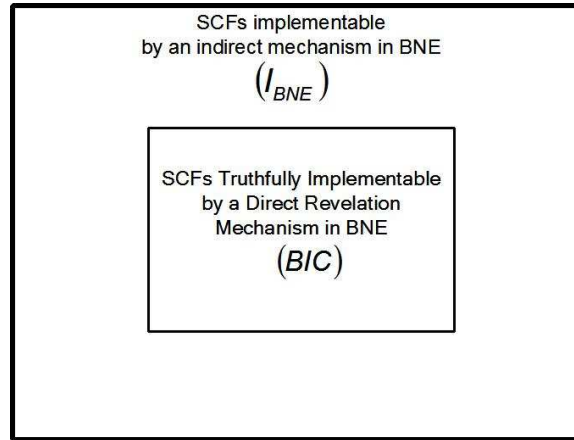 SCFs implementable
by an indirect mechanism in BNE
(I_BNE)
SCFs Truthfully Implementable
by a Direct Revelation
Mechanism in BNE
(BIC)